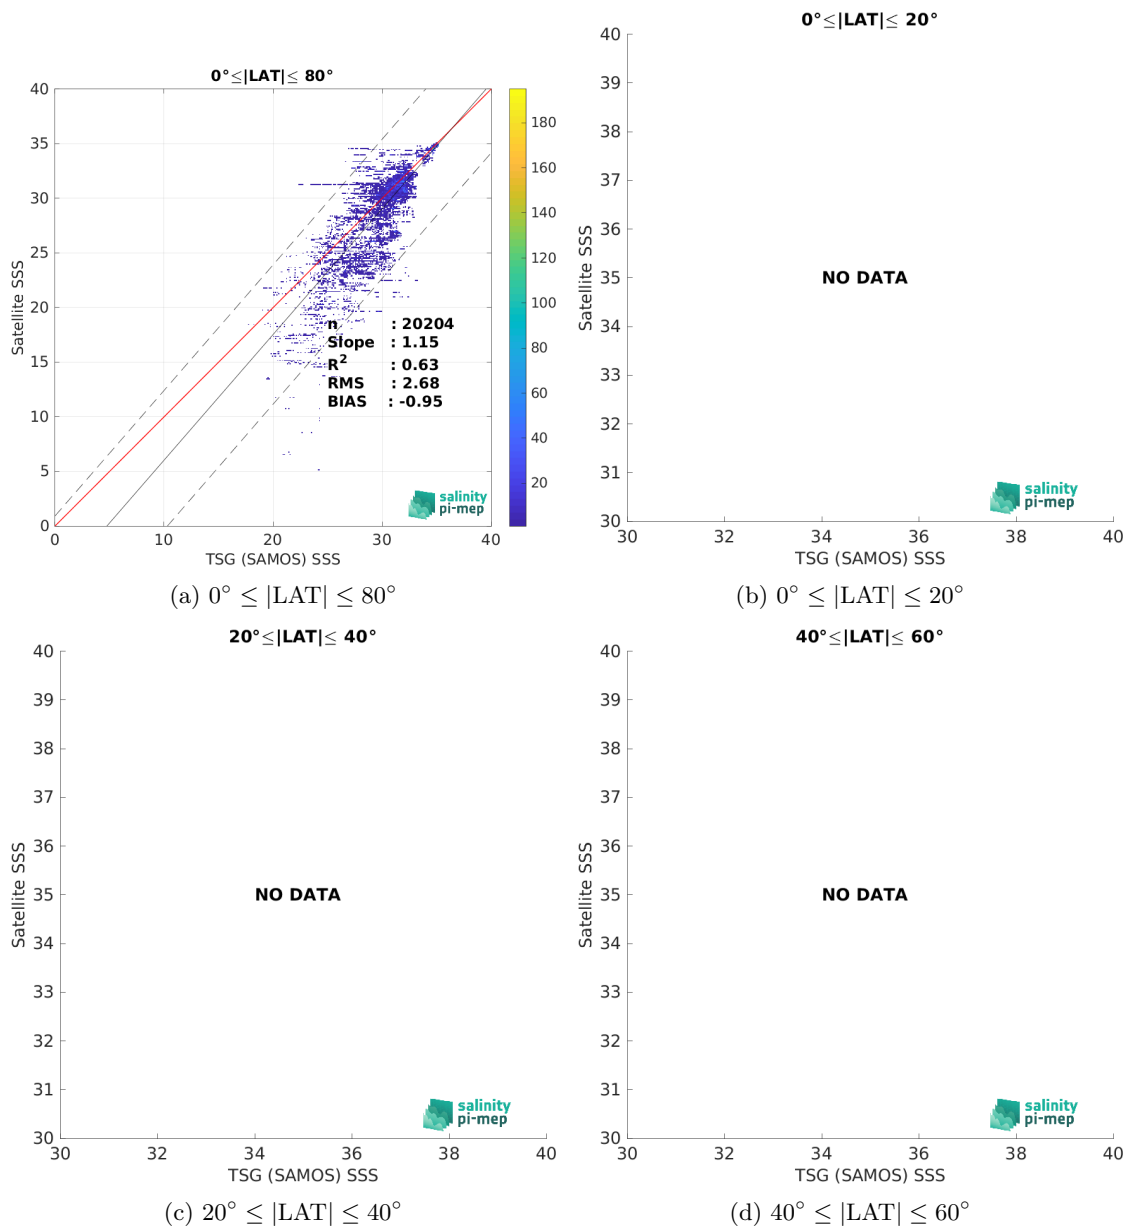 0°≤|LAT|≤ 80°
40
35
30
25
20
15
10
5
0
0
10
20
30
40
Satellite SSS
TSG (SAMOS) SSS
n : 20204
Slope : 1.15
R² : 0.63
RMS : 2.68
BIAS : -0.95
180
160
140
120
100
80
60
40
20
salinity
pi-mep
(a) 0° ≤ |LAT| ≤ 80°
0°≤|LAT|≤ 20°
40
39
38
37
36
35
34
33
32
31
30
30
32
34
36
38
40
Satellite SSS
NO DATA
TSG (SAMOS) SSS
salinity
pi-mep
(b) 0° ≤ |LAT| ≤ 20°
20°≤|LAT|≤ 40°
40
39
38
37
36
35
34
33
32
31
30
30
32
34
36
38
40
Satellite SSS
NO DATA
TSG (SAMOS) SSS
salinity
pi-mep
(c) 20° ≤ |LAT| ≤ 40°
40°≤|LAT|≤ 60°
40
39
38
37
36
35
34
33
32
31
30
30
32
34
36
38
40
Satellite SSS
NO DATA
TSG (SAMOS) SSS
salinity
pi-mep
(d) 40° ≤ |LAT| ≤ 60°